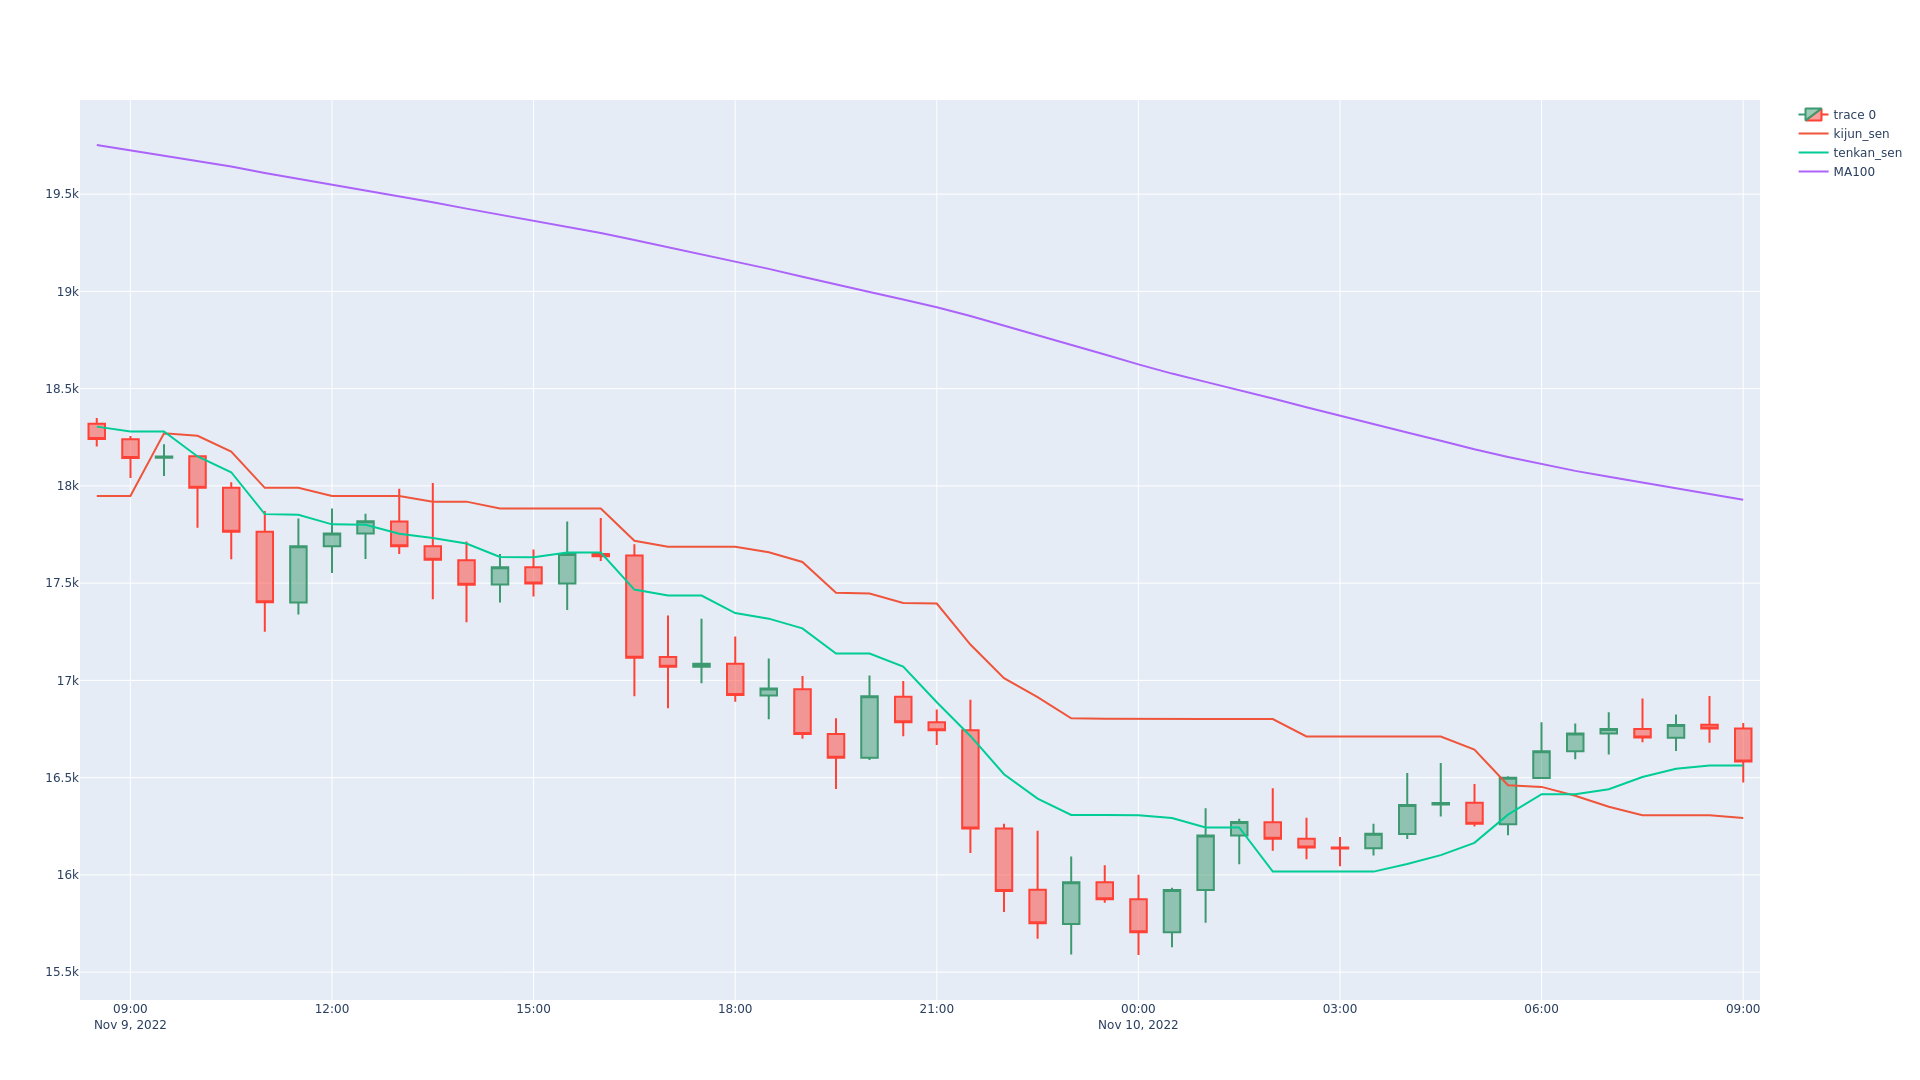 trace 0
kijun_sen
tenkan_sen
MA100
19.5k
19k
18.5k
18k
17.5k
17k
16.5k
16k
15.5k
09:00 12:00 15:00 18:00 21:00 00:00 03:00 06:00 09:00
Nov 9, 2022 Nov 10, 2022